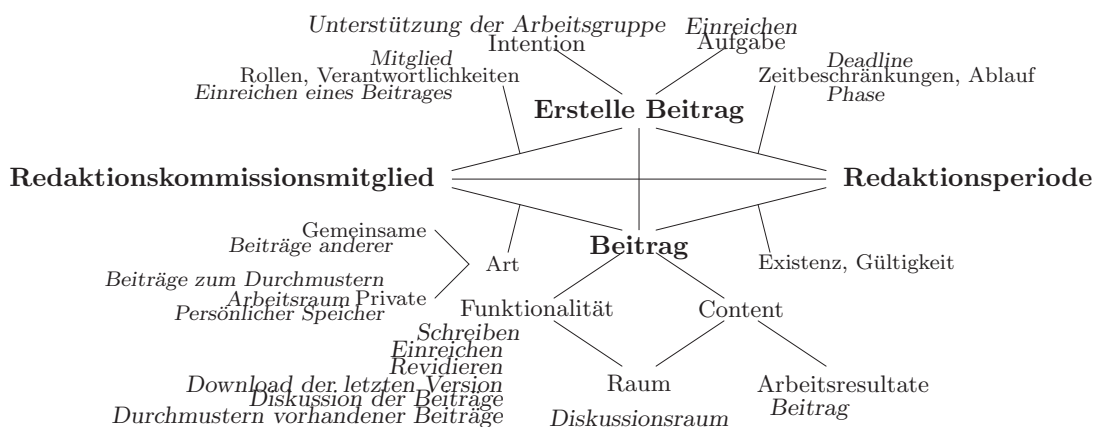 Unterstützung der Arbeitsgruppe
Intention
Einreichen
Aufgabe
Mitglied
Rollen, Verantwortlichkeiten
Einreichen eines Beitrages
Deadline
Zeitbeschränkungen, Ablauf
Phase
Erstelle Beitrag
Redaktionskommissionsmitglied
Redaktionsperiode
Gemeinsame
Beiträge anderer
Beitrag
Art
Existenz, Gültigkeit
Beiträge zum Durchmustern
Arbeitsraum Private
Persönlicher Speicher
Funktionalität
Content
Schreiben
Einreichen
Revidieren
Download der letzten Version
Diskussion der Beiträge
Durchmustern vorhandener Beiträge
Raum
Diskussionsraum
Arbeitsresultate
Beitrag